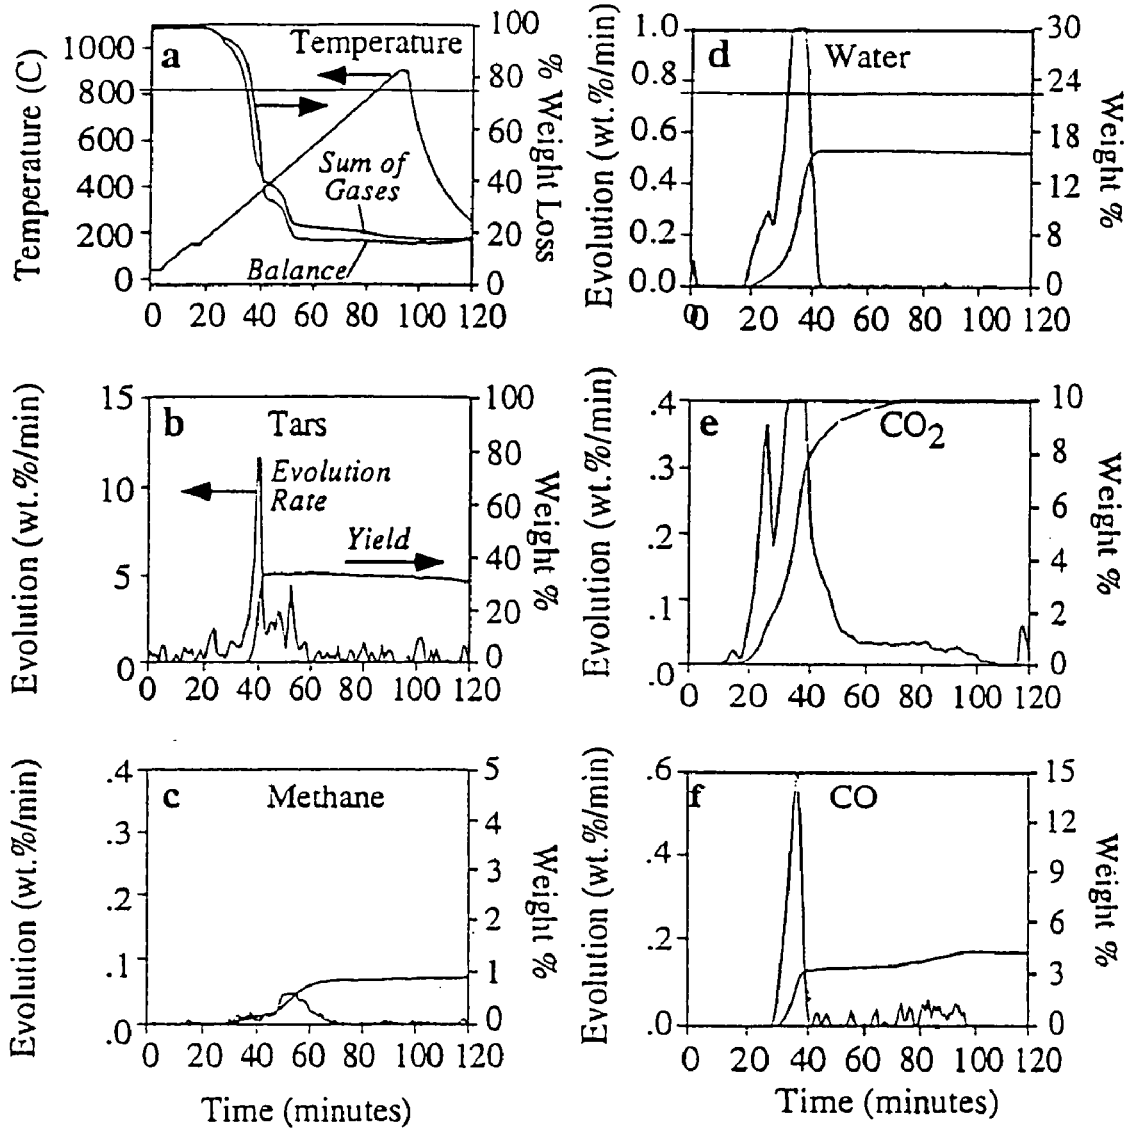 a
Temperature
Sum of
Gases
Balance
Temperature (C)
1000
800
600
400
200
0
% Weight Loss
100
80
60
40
20
0
0 20 40 60 80 100 120
d
Water
Evolution (wt.%/min)
1.0
0.8
0.6
0.4
0.2
0.0
Weight %
30
24
18
12
8
0
0 20 40 60 80 100 120
b
Tars
Evolution
Rate
Yield
Evolution (wt.%/min)
15
10
5
0
Weight %
100
80
60
40
20
0
0 20 40 60 80 100 120
e
CO2
Evolution (wt.%/min)
.4
.3
.2
.1
.0
Weight %
10
8
6
4
2
0
0 20 40 60 80 100 120
c
Methane
Evolution (wt.%/min)
.4
.3
.2
.1
.0
Weight %
5
4
3
2
1
0
0 20 40 60 80 100 120
Time (minutes)
f
CO
Evolution (wt.%/min)
.6
.4
.2
.0
Weight %
15
12
9
6
3
0
0 20 40 60 80 100 120
Time (minutes)